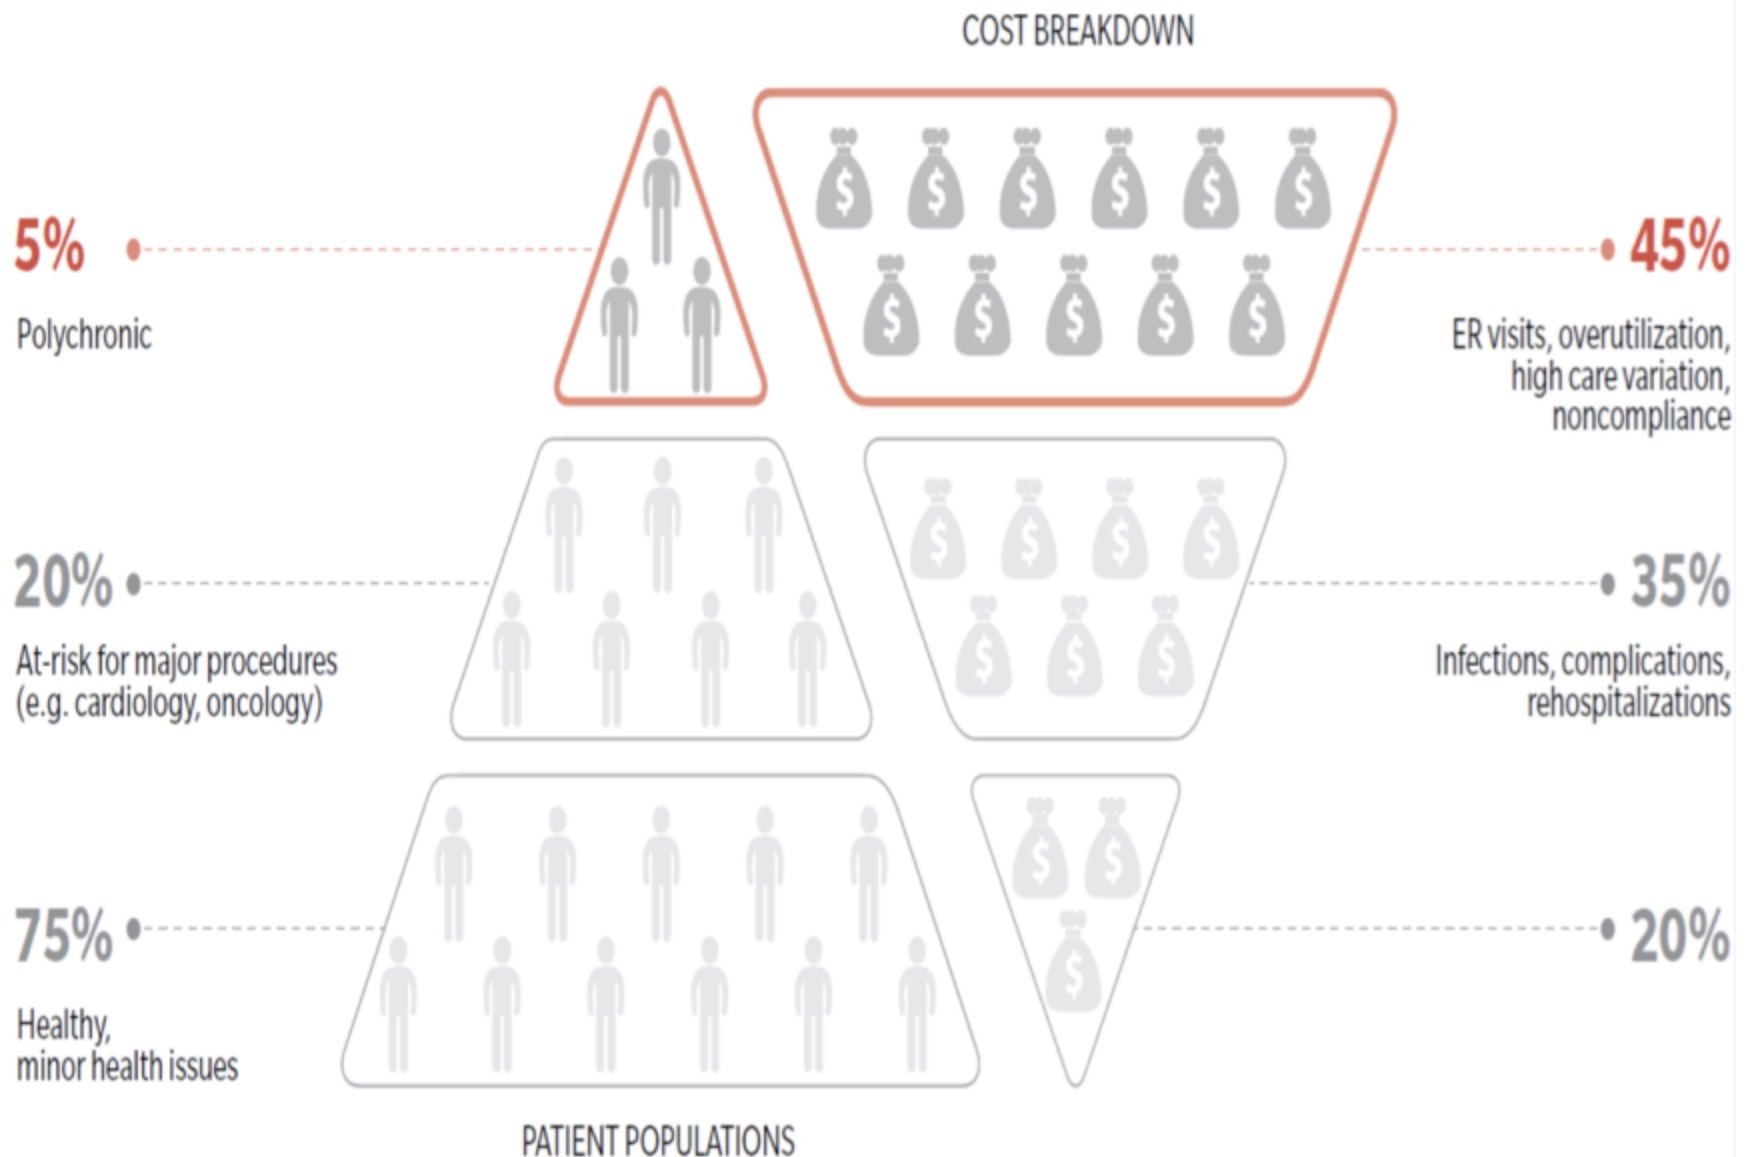 COST BREAKDOWN
5%
Polychronic
45%
ER visits, overutilization,
high care variation,
noncompliance
20%
At-risk for major procedures
(e.g. cardiology, oncology)
35%
Infections, complications,
rehospitalizations
75%
Healthy,
minor health issues
20%
PATIENT POPULATIONS
$ $ $ $ $ $
$ $ $ $ $
$ $ $ $
$ $ $
$ $
$